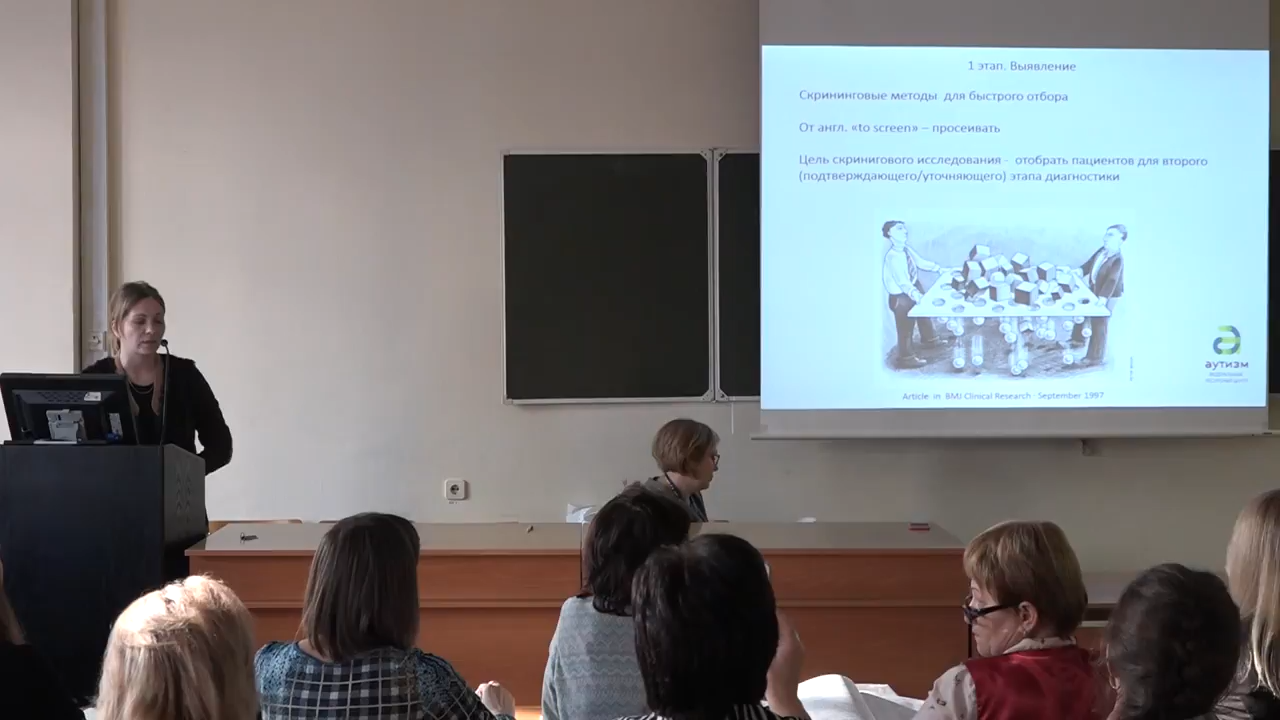 1 этап. Выявление
Скрининговые методы для быстрого отбора
От англ. «to screen» – просеивать
Цель скринигового исследования - отобрать пациентов для второго
(подтверждающего/уточняющего) этапа диагностики
аутизм
Article in BMJ Clinical Research · September 1997